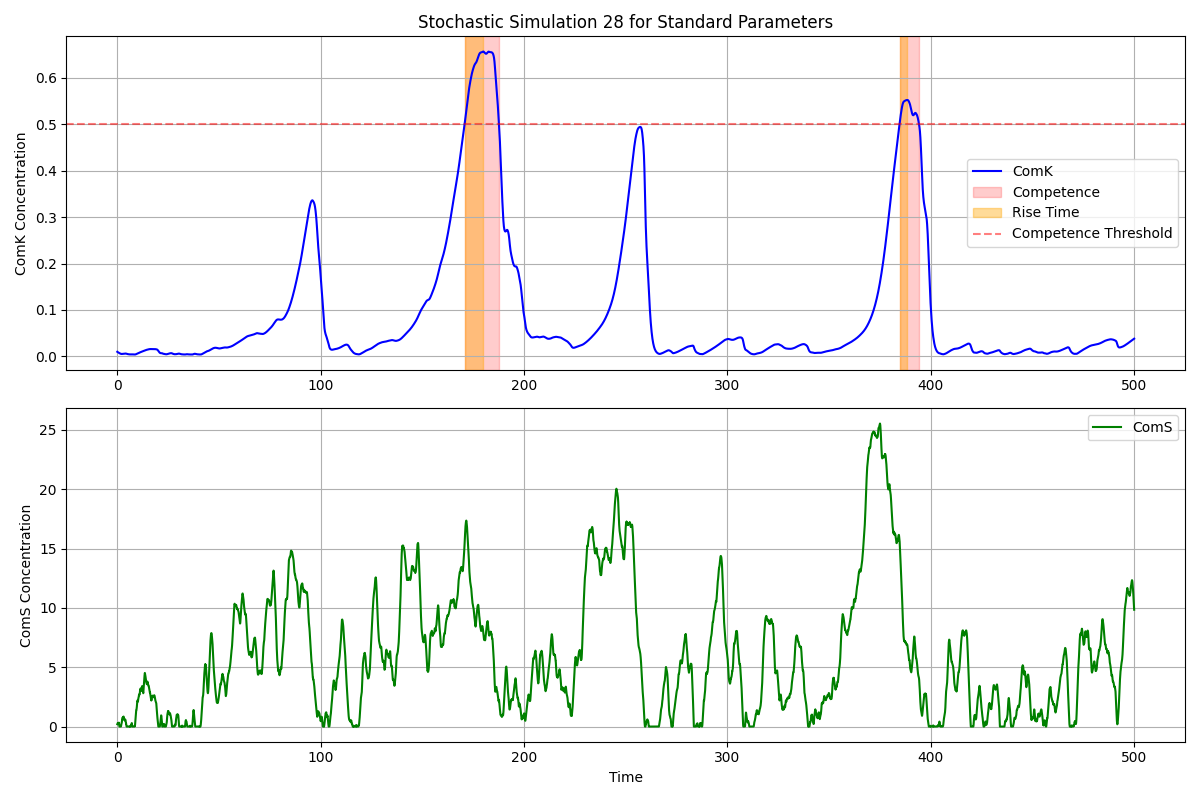 Stochastic Simulation 28 for Standard Parameters
ComK Concentration
0.6
0.5
0.4
0.3
0.2
0.1
0.0
ComK
Competence
Rise Time
Competence Threshold
0 100 200 300 400 500
ComS Concentration
25
20
15
10
5
0
ComS
0 100 200 300 400 500
Time